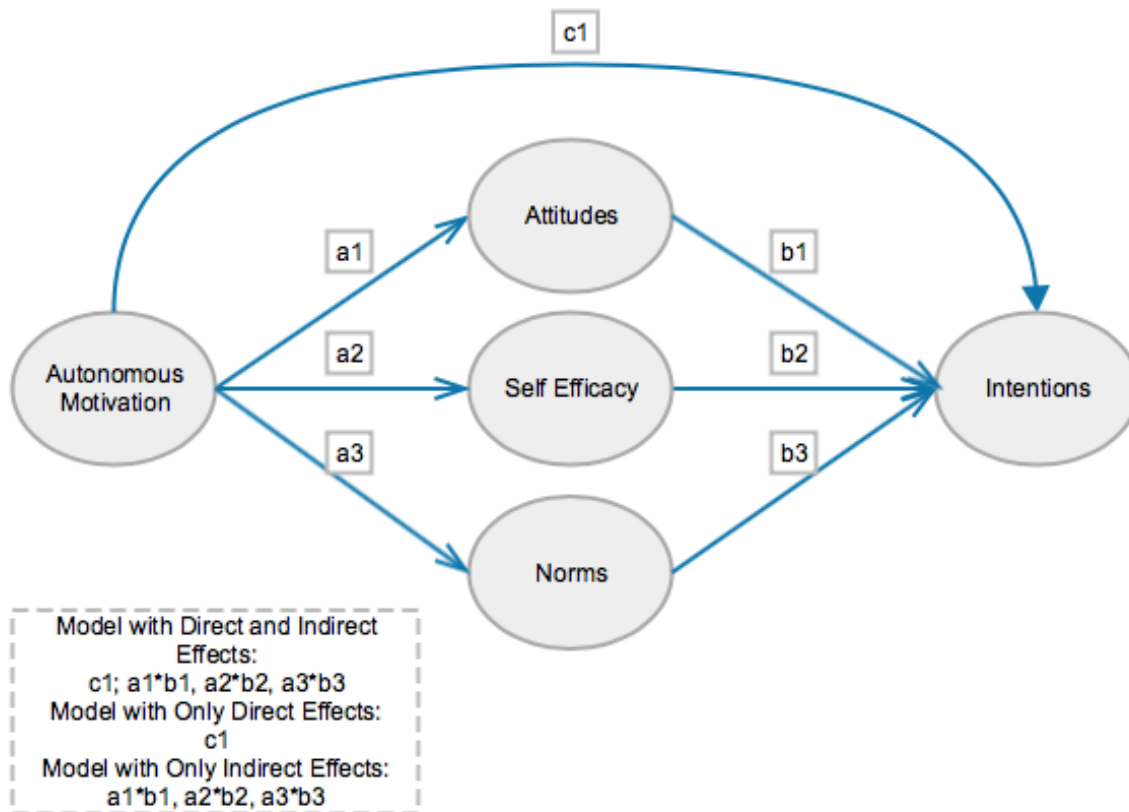 c1
Attitudes
a1
b1
a2
b2
Autonomous
Motivation
Self Efficacy
Intentions
a3
b3
Norms
Model with Direct and Indirect
Effects:
c1; a1*b1, a2*b2, a3*b3
Model with Only Direct Effects:
c1
Model with Only Indirect Effects:
a1*b1, a2*b2, a3*b3